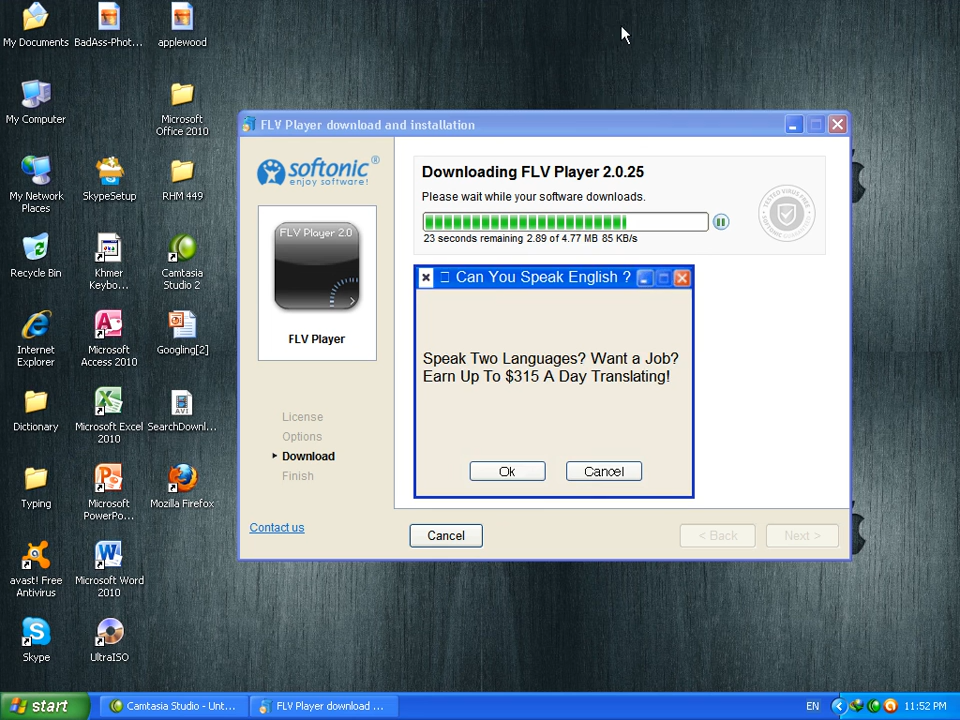 My Documents
BadAss-Phot...
applewood
My Computer
Microsoft
Office 2010
My Network
Places
SkypeSetup
RHM 449
Recycle Bin
Khmer
Keybo...
Camtasia
Studio 2
Internet
Explorer
Microsoft
Access 2010
Googling[2]
Dictionary
Microsoft Excel
2010
AVI
SearchDownl...
Typing
Microsoft
PowerPo...
Mozilla Firefox
avast! Free
Antivirus
Microsoft Word
2010
Skype
UltraISO
FLV Player download and installation
softonic®
enjoy software!
FLV Player 2.0
FLV Player
License
Options
Download
Finish
Contact us
Downloading FLV Player 2.0.25
Please wait while your software downloads.
23 seconds remaining 2.89 of 4.77 MB 85 KB/s
Can You Speak English ?
Speak Two Languages? Want a Job?
Earn Up To $315 A Day Translating!
Ok
Cancel
Cancel
< Back
Next >
start
Camtasia Studio - Unt...
FLV Player download ...
EN
11:52 PM